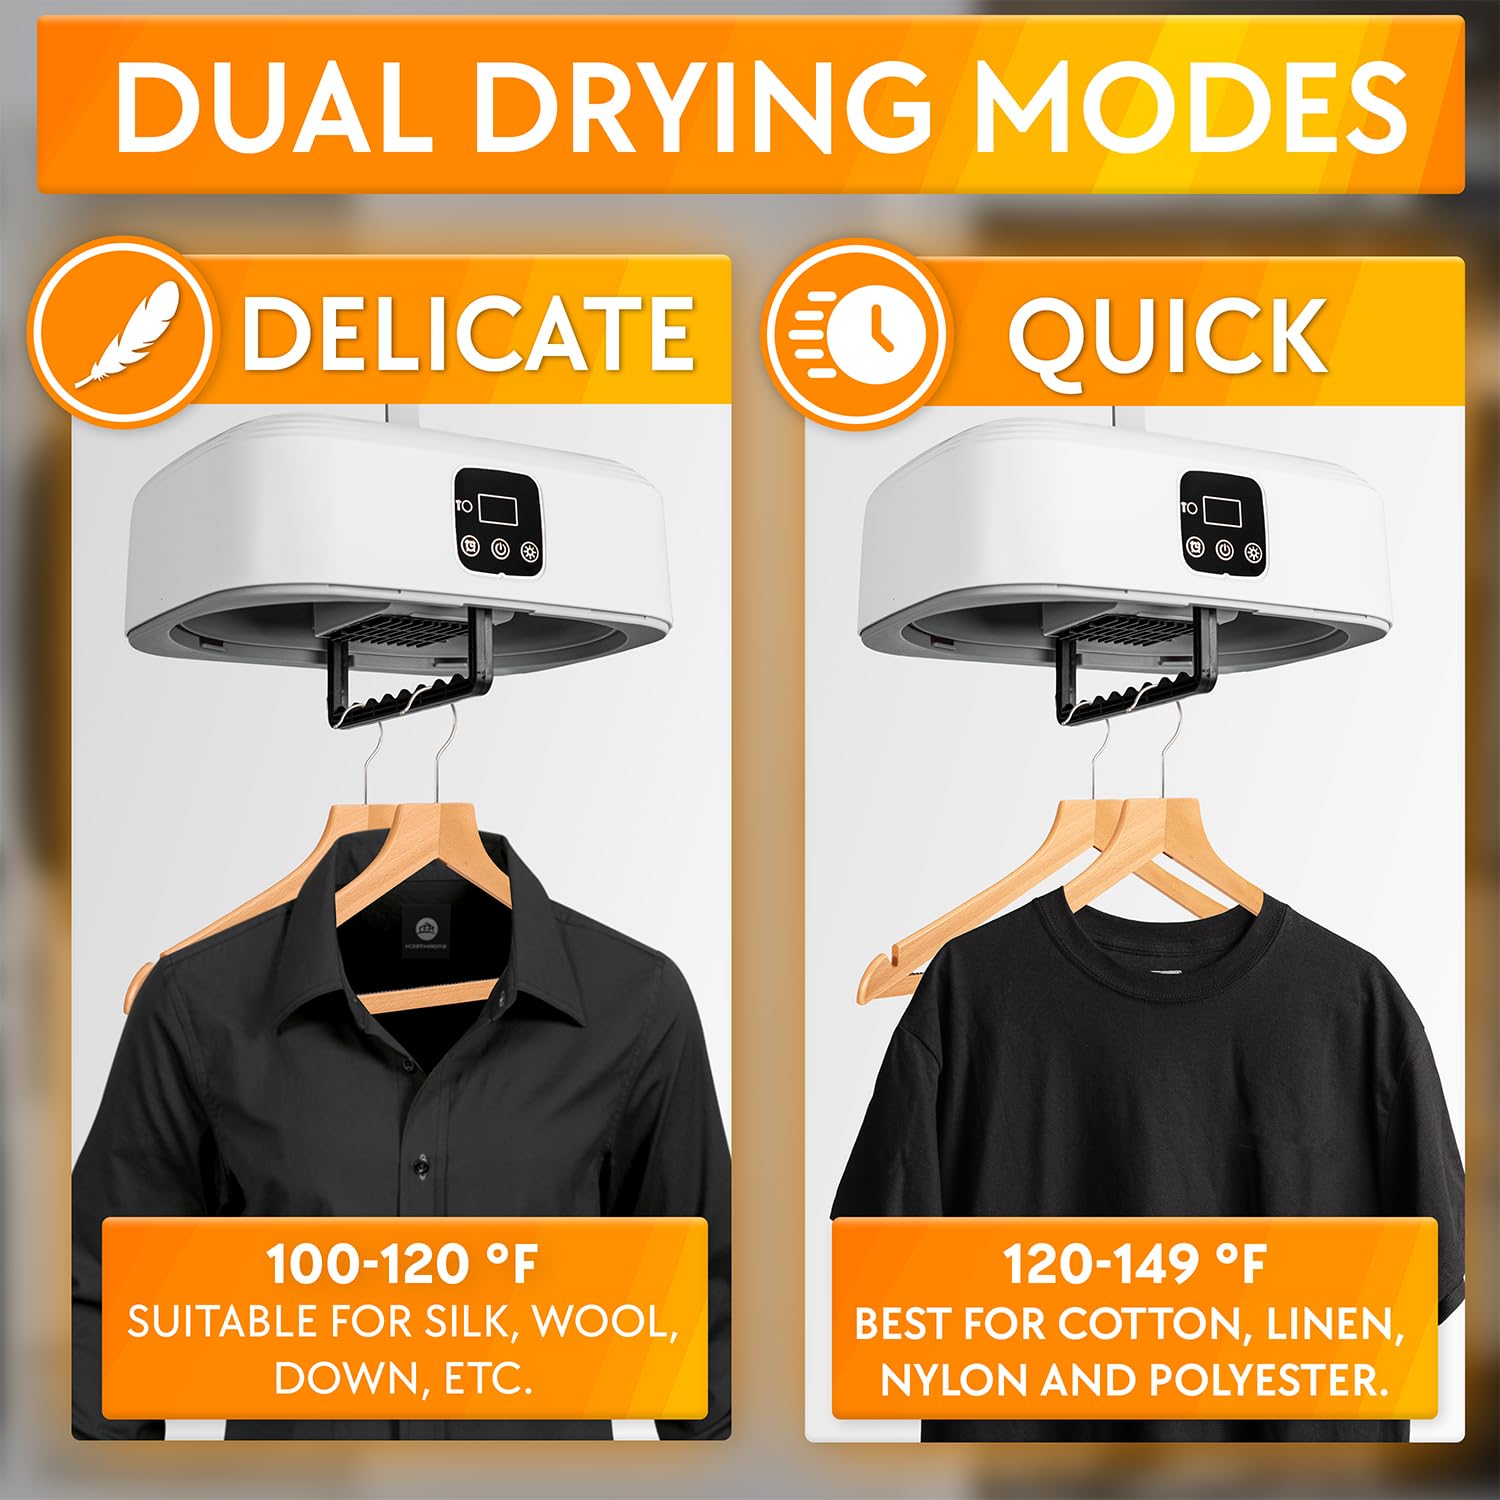 DUAL DRYING MODES
DELICATE
QUICK
100-120 °F
SUITABLE FOR SILK, WOOL,
DOWN, ETC.
120-149 °F
BEST FOR COTTON, LINEN,
NYLON AND POLYESTER.